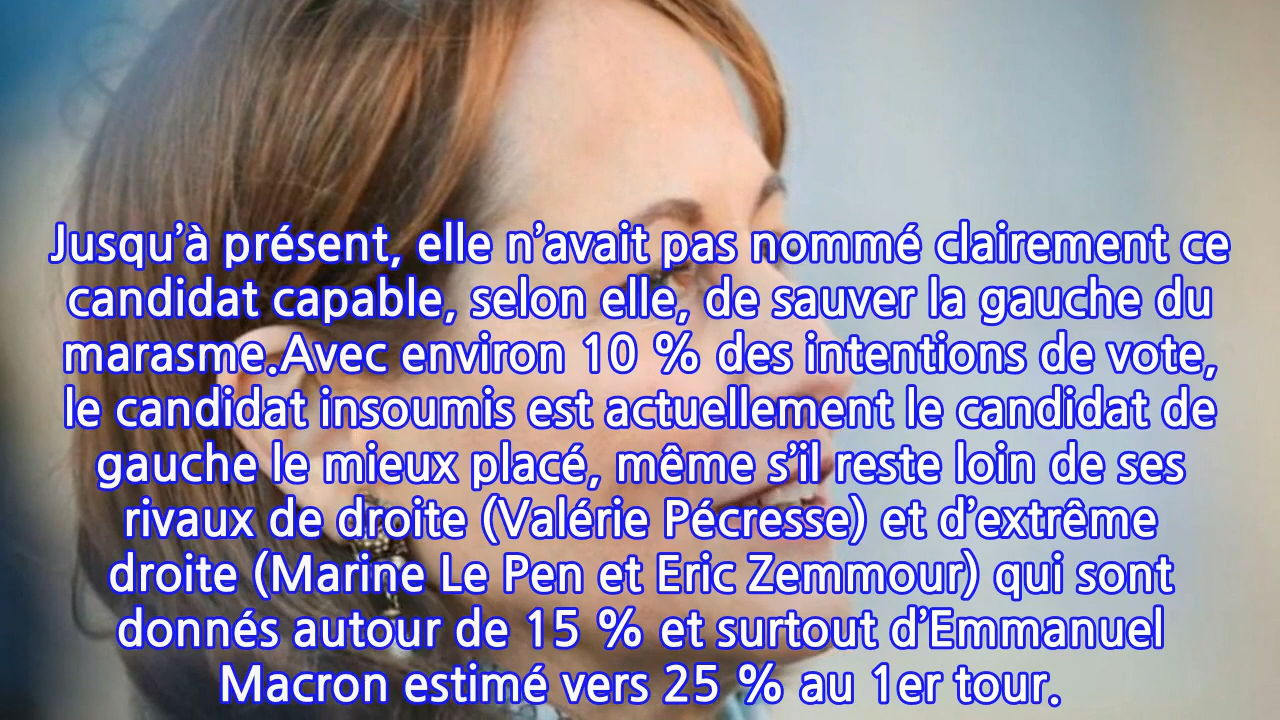 Jusqu’à présent, elle n’avait pas nommé clairement ce
candidat capable, selon elle, de sauver la gauche du
marasme.Avec environ 10 % des intentions de vote,
le candidat insoumis est actuellement le candidat de
gauche le mieux placé, même s’il reste loin de ses
rivaux de droite (Valérie Pécresse) et d’extrême
droite (Marine Le Pen et Eric Zemmour) qui sont
donnés autour de 15 % et surtout d’Emmanuel
Macron estimé vers 25 % au 1er tour.